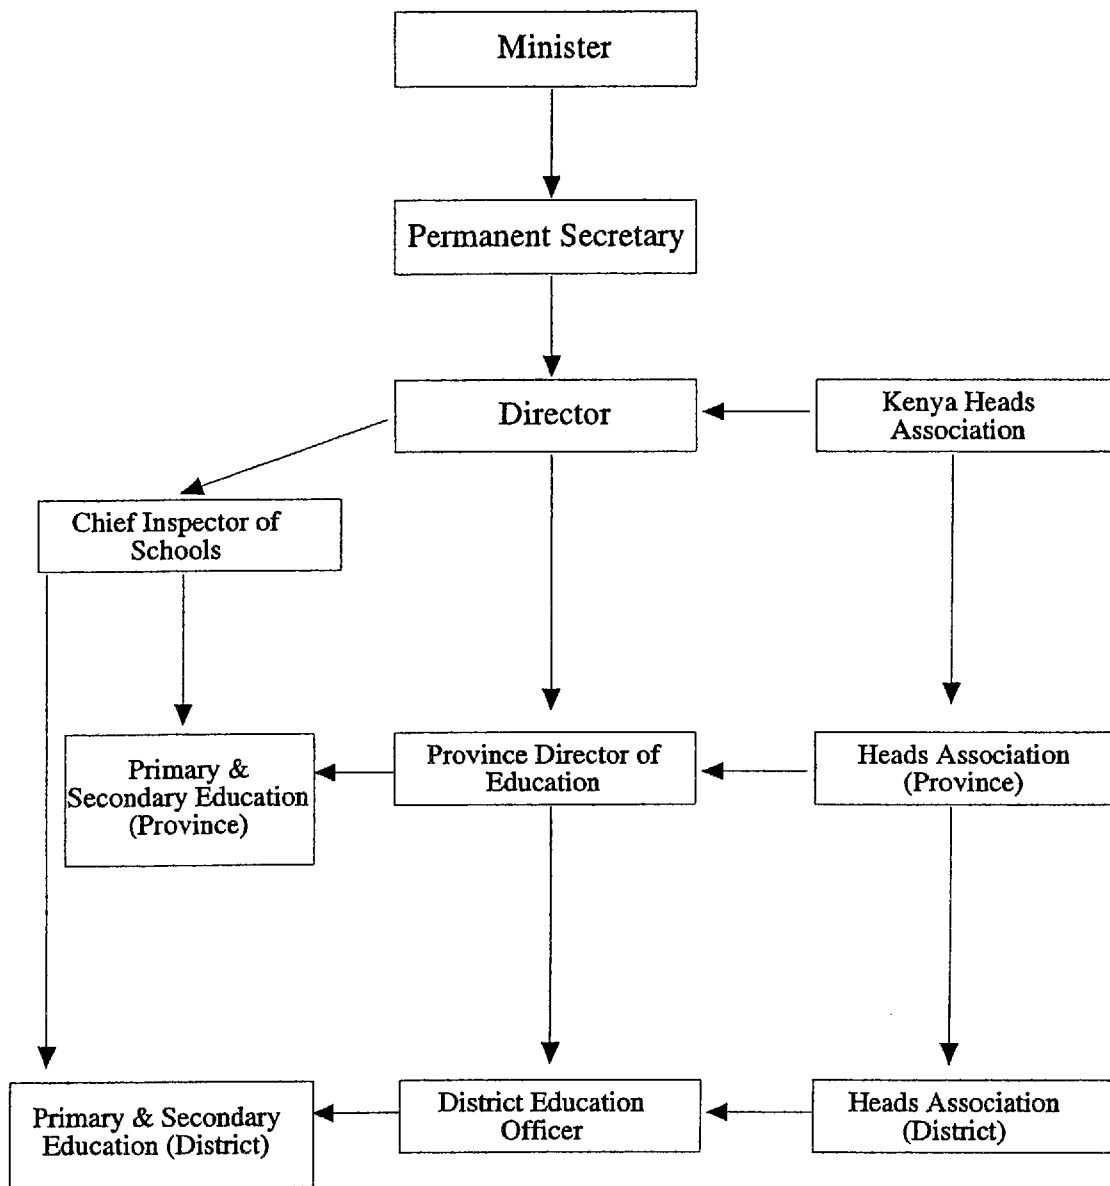 Minister
Permanent Secretary
Director
Kenya Heads
Association
Chief Inspector of
Schools
Primary &
Secondary Education
(Province)
Province Director of
Education
Heads Association
(Province)
Primary & Secondary
Education (District)
District Education
Officer
Heads Association
(District)